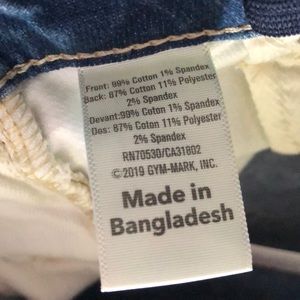 Front: 99% Cotton 1% Spandex
Back: 87% Cotton 11% Polyester
2% Spandex
Devant:99% Coton 1% Spandex
Dos: 87% Coton 11% Polyester
2% Spandex
RN70530/CA31802
©2019 GYM-MARK, INC.
Made in
Bangladesh